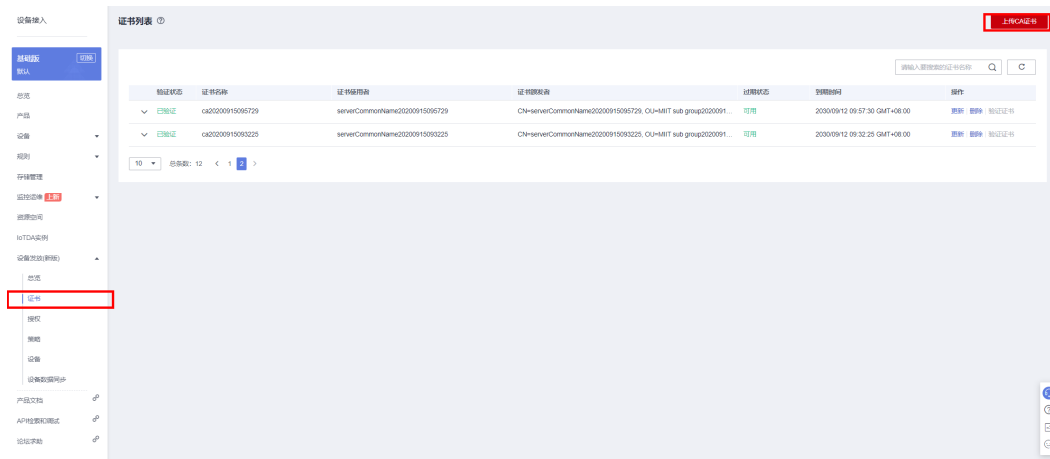 设备接入
基础版 切换
默认
总览
产品
设备
规则
存储管理
监控运维 上新
资源空间
IoTDA实例
设备发放(新版)
总览
证书
授权
策略
设备
设备数据同步
产品文档
API检索和调试
论坛求助
证书列表
上传CA证书
请输入要搜索的证书名称
验证状态 证书名称 证书使用者 证书颁发者 过期状态 到期时间 操作
已验证 ca20200915095729 serverCommonName20200915095729 CN=serverCommonName20200915095729, OU=MIIT sub group2020091... 可用 2030/09/12 09:57:30 GMT+08:00 更新 删除 验证证书
已验证 ca20200915093225 serverCommonName20200915093225 CN=serverCommonName20200915093225, OU=MIIT sub group2020091... 可用 2030/09/12 09:32:25 GMT+08:00 更新 删除 验证证书
10 总条数: 12 < 1 2 >